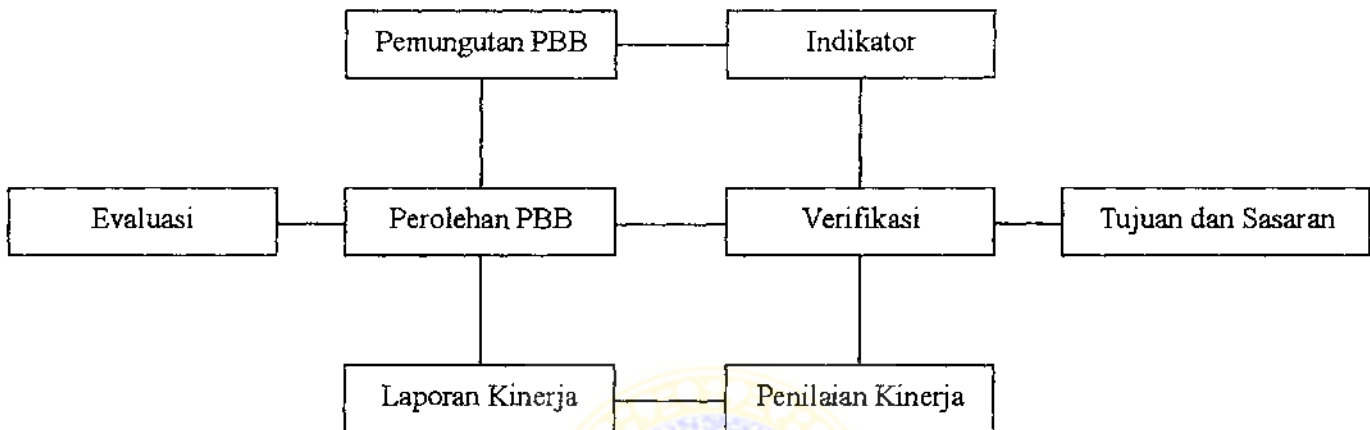 Pemungutan PBB
Indikator
Evaluasi
Perolehan PBB
Verifikasi
Tujuan dan Sasaran
Laporan Kinerja
Penilaian Kinerja